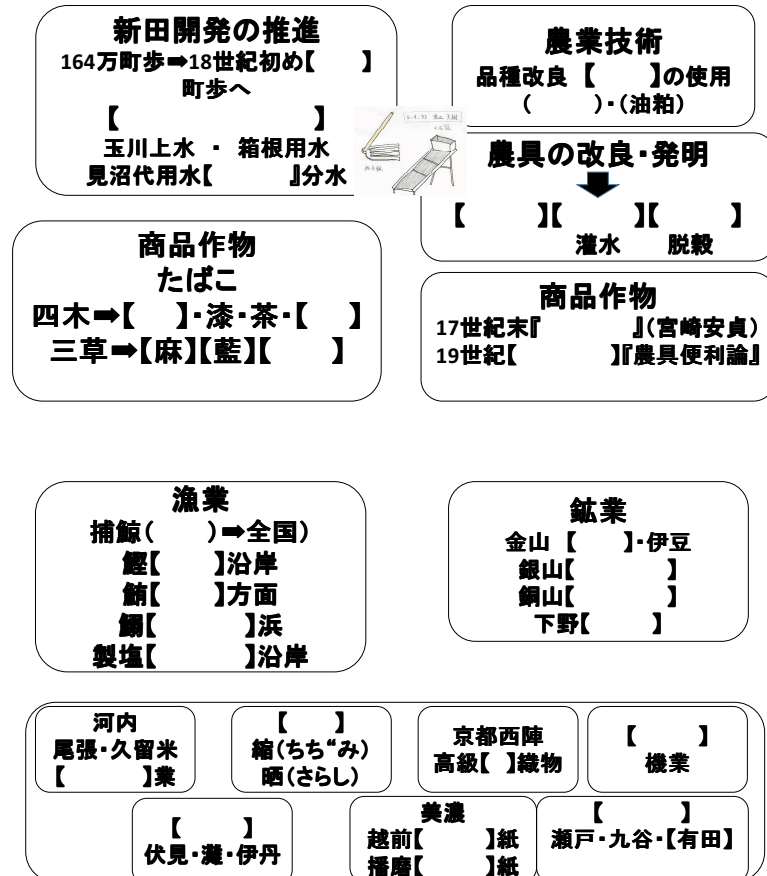 新田開発の推進
164万町歩➡18世紀初め【　　】
町歩へ
【　　　　　　　　】
玉川上水 ・ 箱根用水
見沼代用水【　　　』分水
農業技術
品種改良 【　　】の使用
(　　　)・(油粕)
農具の改良・発明
【　　　】【　　　】【　　　】
灌水　脱穀
商品作物
たばこ
四木➡【　】・漆・茶・【　】
三草➡【麻】【藍】【　　】
商品作物
17世紀末『　　　　』(宮崎安貞)
19世紀【　　　　】『農具便利論』
漁業
捕鯨(　　)➡全国)
鰹【　　】沿岸
鮪【　　】方面
鰯【　　　】浜
製塩【　　　】沿岸
鉱業
金山 【　　】・伊豆
銀山【　　　　】
銅山【　　　　】
下野【　　】
河内
尾張・久留米
【　　　】業
【　　】
縮(ちち“み)
晒(さらし)
京都西陣
高級【　】織物
【　　】
機業
【　　】
伏見・灘・伊丹
美濃
越前【　　】紙
播磨【　　】紙
【　　　】
瀬戸・九谷・【有田】